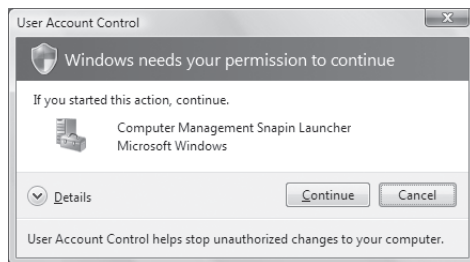 User Account Control
Windows needs your permission to continue
If you started this action, continue.
Computer Management Snapin Launcher
Microsoft Windows
Details
Continue
Cancel
User Account Control helps stop unauthorized changes to your computer.